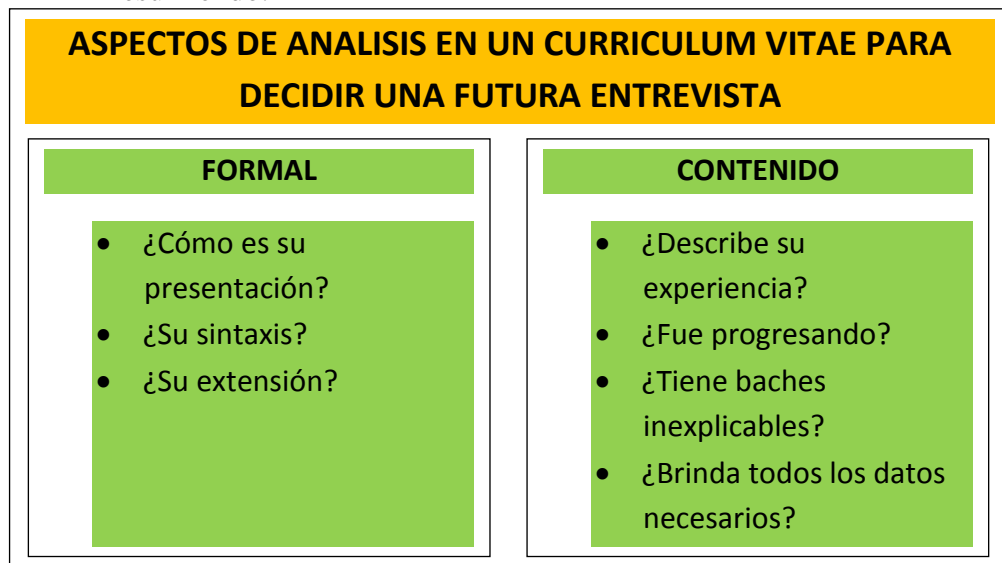 ASPECTOS DE ANALISIS EN UN CURRICULUM VITAE PARA
DECIDIR UNA FUTURA ENTREVISTA
FORMAL
• ¿Cómo es su
presentación?
• ¿Su sintaxis?
• ¿Su extensión?
CONTENIDO
• ¿Describe su
experiencia?
• ¿Fue progresando?
• ¿Tiene baches
inexplicables?
• ¿Brinda todos los datos
necesarios?